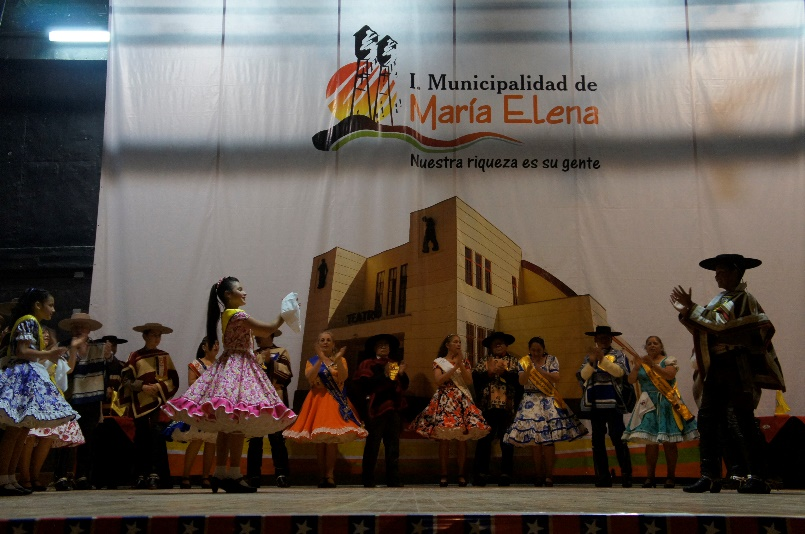 I. Municipalidad de
María Elena
Nuestra riqueza es su gente
TEATRO